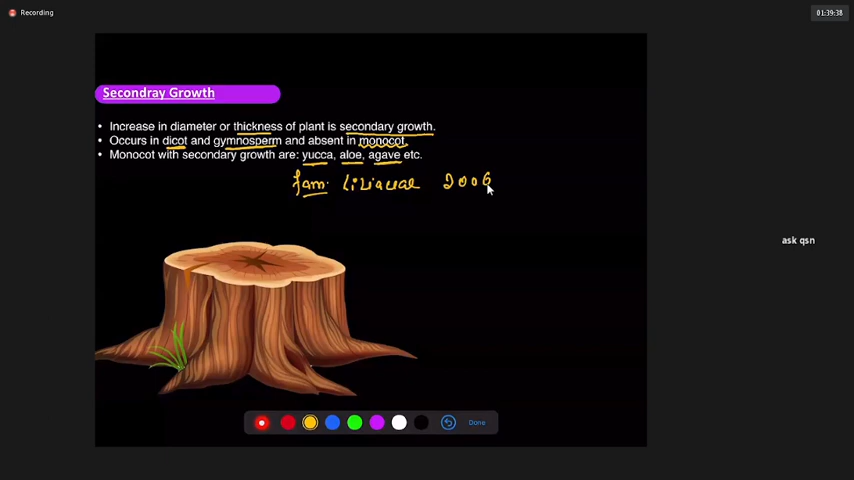 Recording
01:39:38
Secondray Growth
• Increase in diameter or thickness of plant is secondary growth.
• Occurs in dicot and gymnosperm and absent in monocot.
• Monocot with secondary growth are: yucca, aloe, agave etc.
fam. Liliaceae 2006
ask qsn
Done